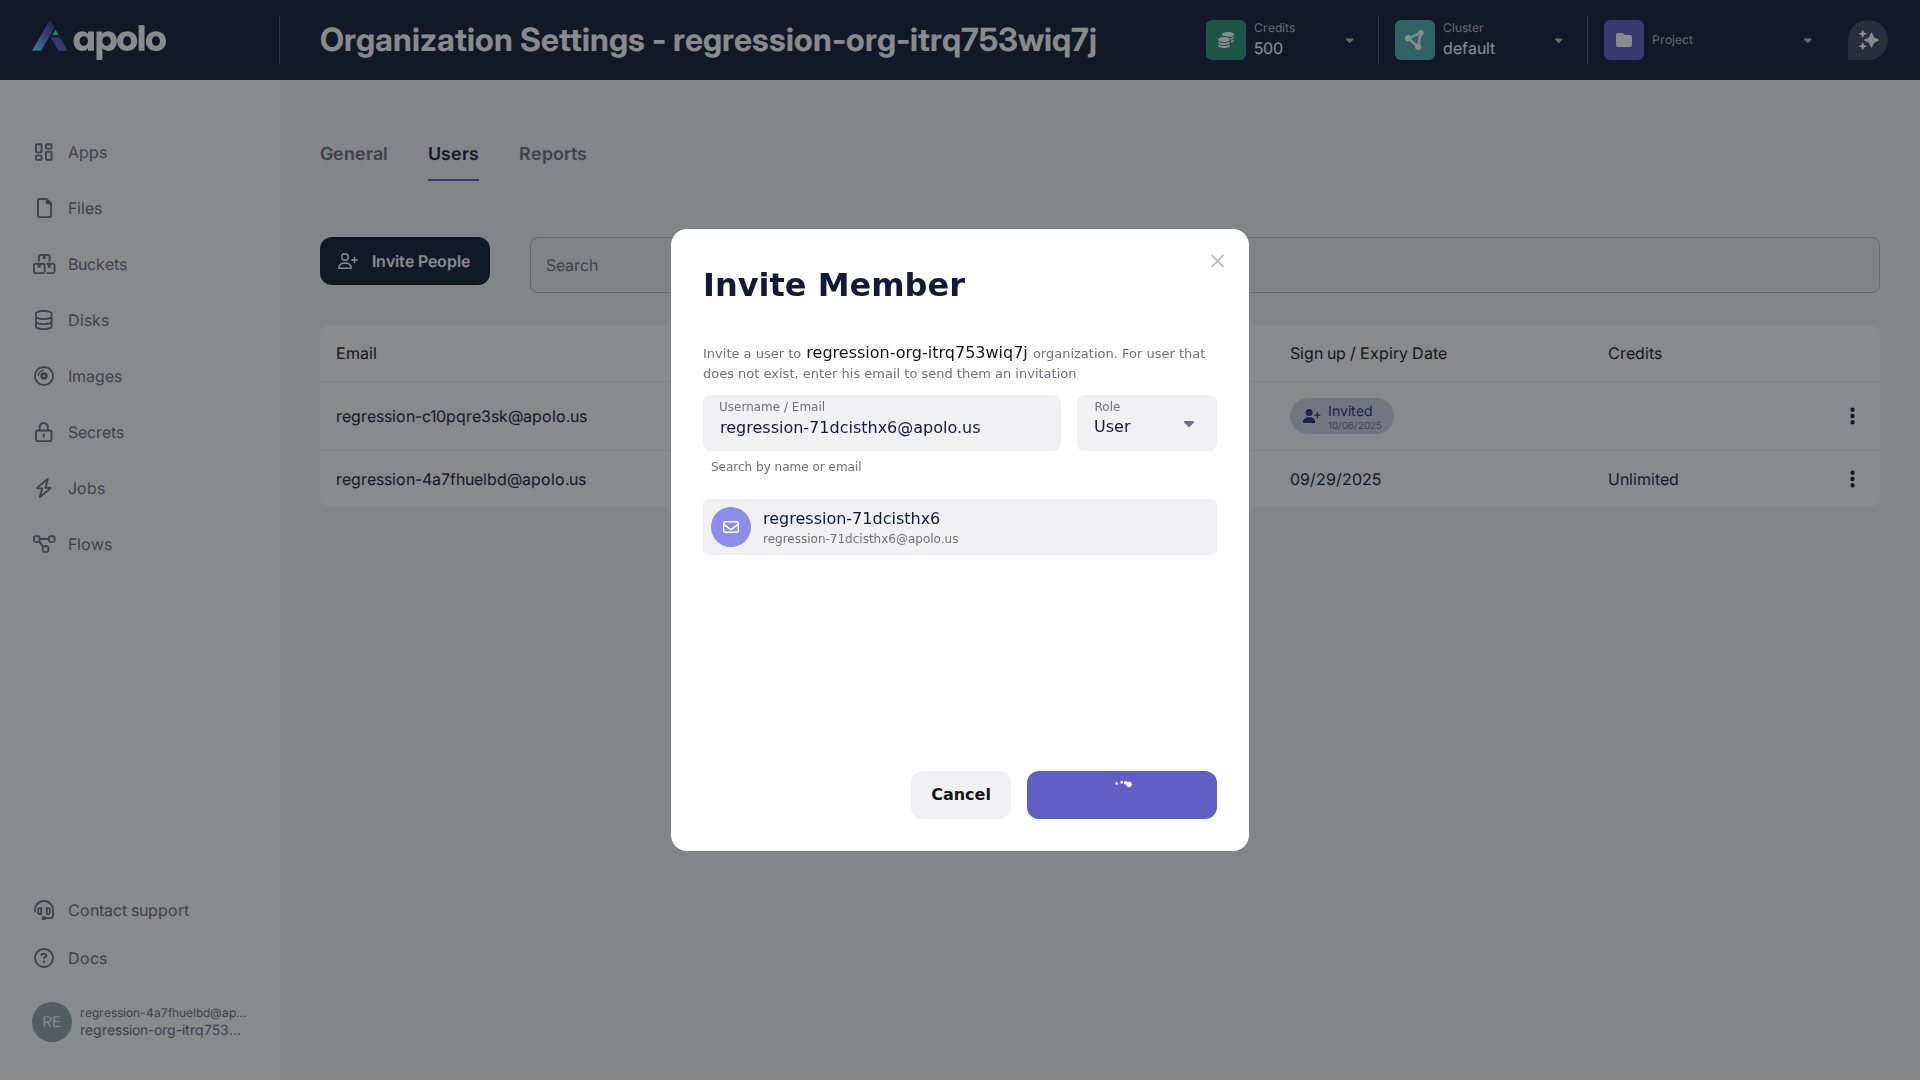 apolo
Organization Settings - regression-org-itrq753wiq7j
Credits
500
Cluster
default
Project
Apps
Files
Buckets
Disks
Images
Secrets
Jobs
Flows
Contact support
Docs
RE
regression-4a7fhuelbd@ap...
regression-org-itrq753...
General
Users
Reports
Invite People
Search
Email
Sign up / Expiry Date
Credits
regression-c10pqre3sk@apolo.us
Invited
10/06/2025
regression-4a7fhuelbd@apolo.us
09/29/2025
Unlimited
Invite Member
Invite a user to regression-org-itrq753wiq7j organization. For user that
does not exist, enter his email to send them an invitation
Username / Email
regression-71dcisthx6@apolo.us
Role
User
Search by name or email
regression-71dcisthx6
regression-71dcisthx6@apolo.us
Cancel